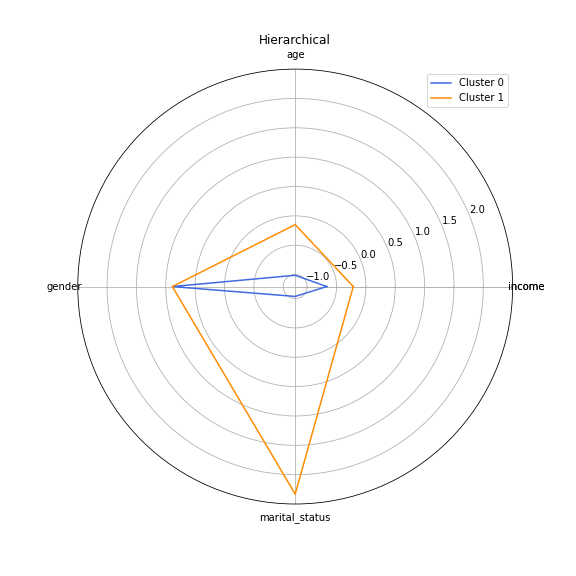 Hierarchical
age
Cluster 0
Cluster 1
2.0
1.5
1.0
0.5
0.0
−0.5
−1.0
gender
income
marital_status